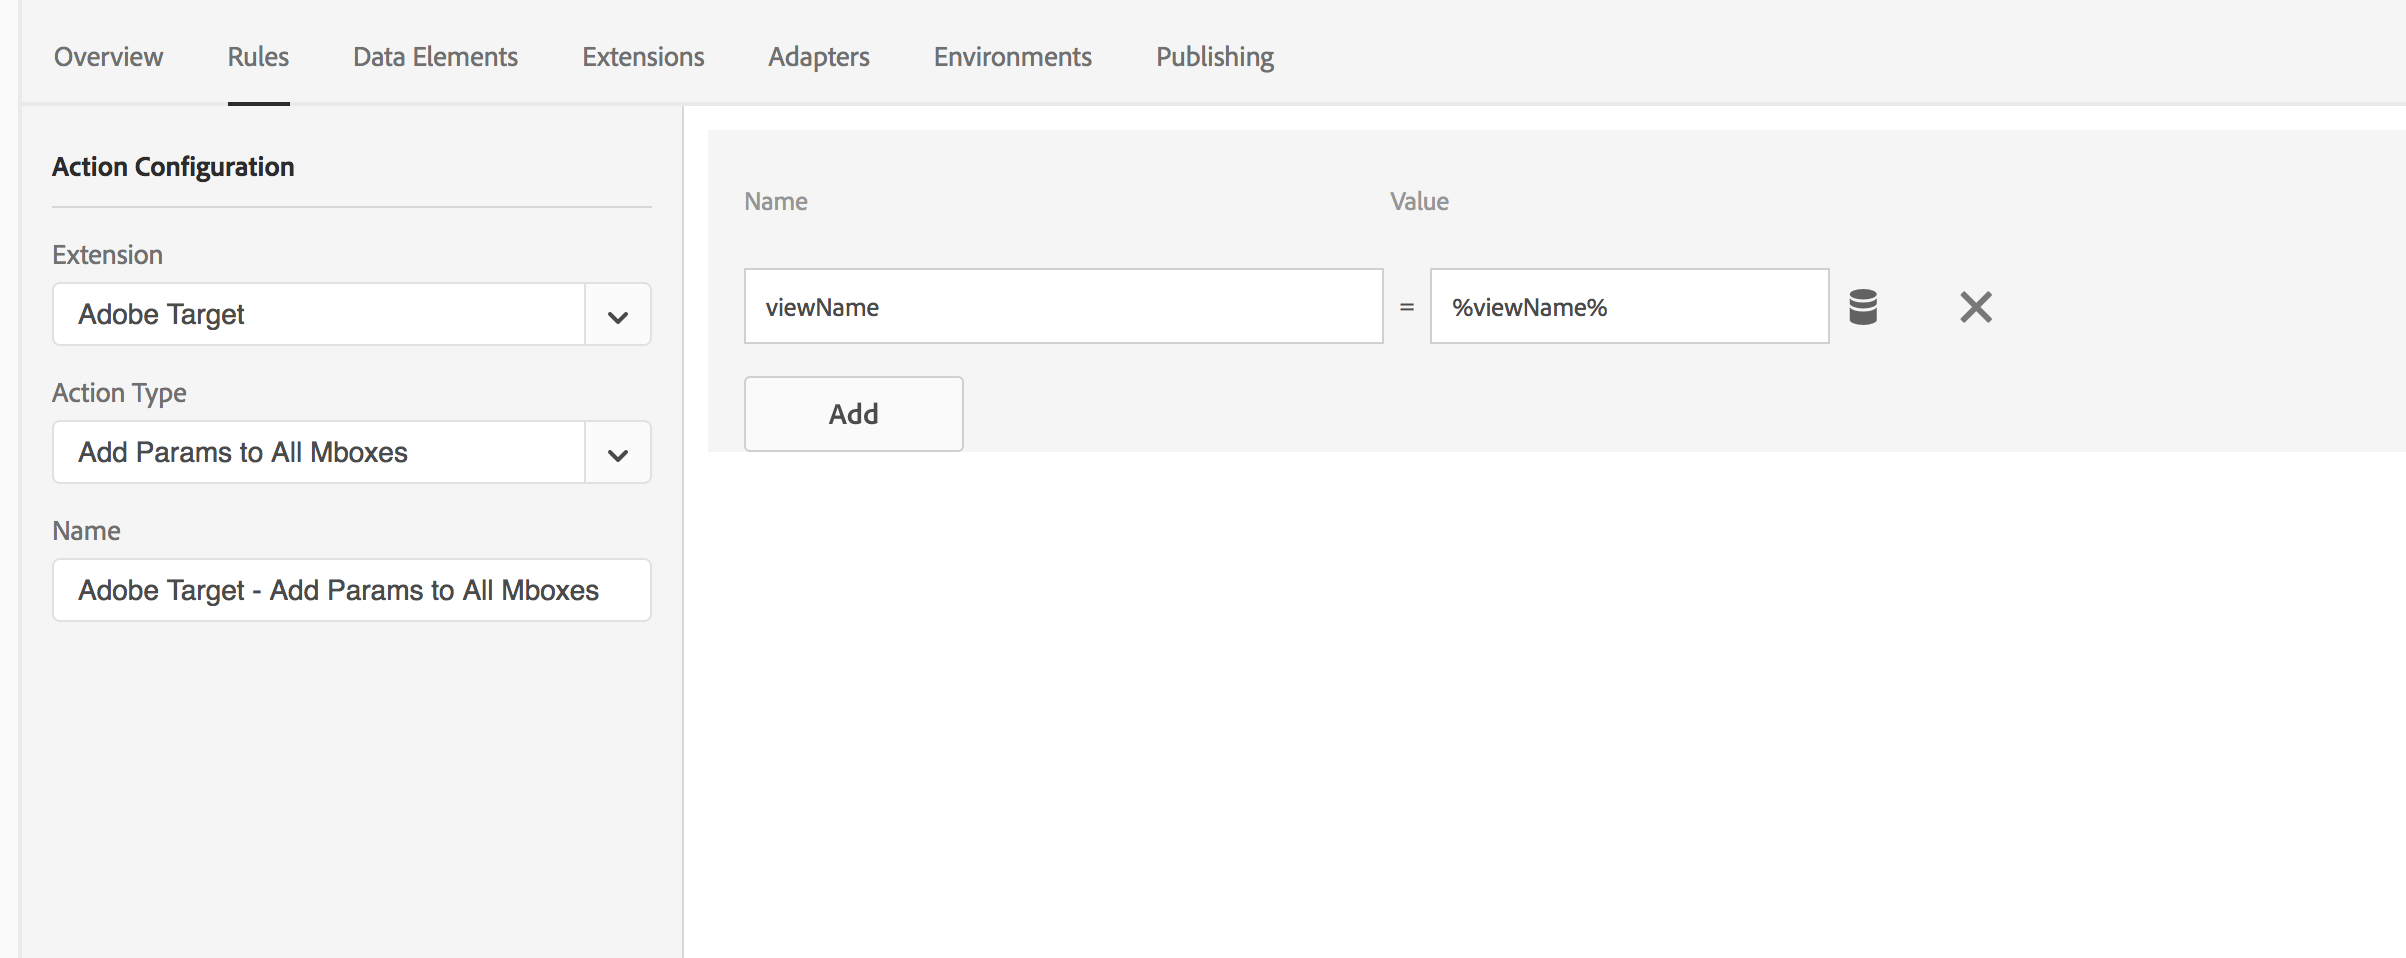 Overview Rules Data Elements Extensions Adapters Environments Publishing
Action Configuration
Extension
Adobe Target
Action Type
Add Params to All Mboxes
Name
Adobe Target - Add Params to All Mboxes
Name Value
viewName = %viewName%
Add